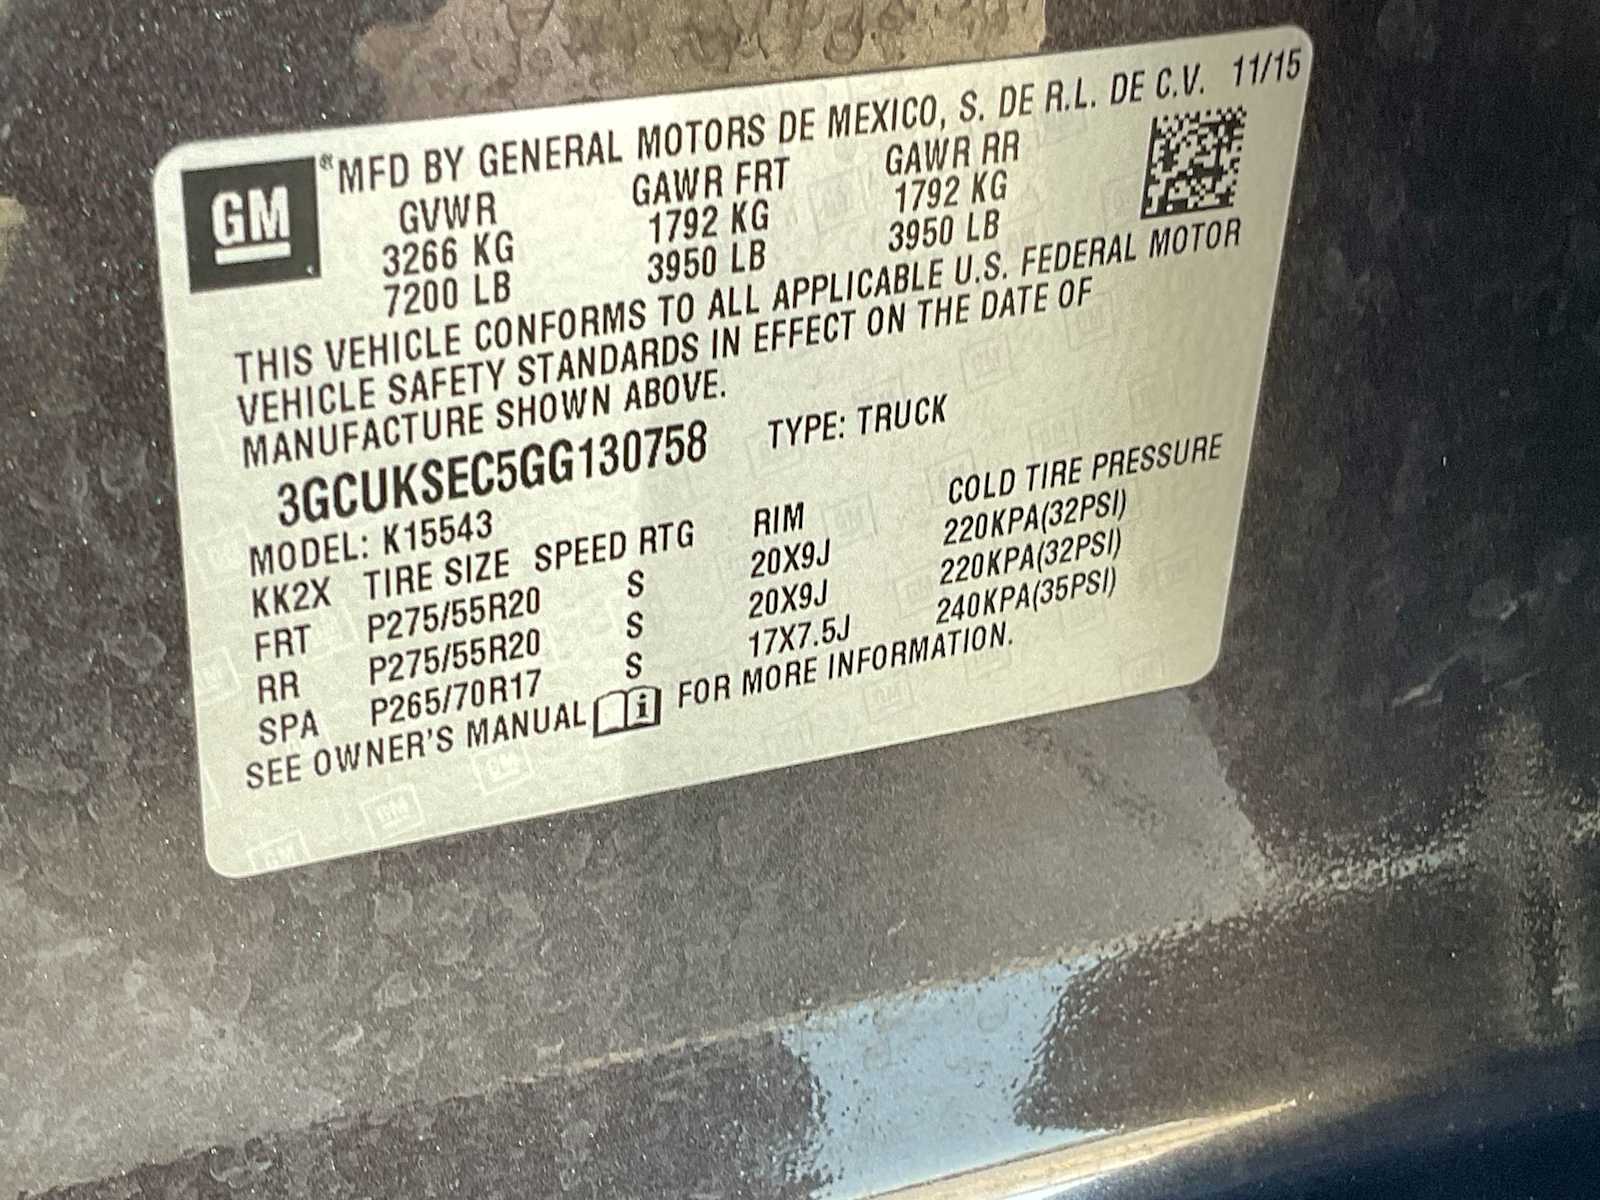 GM ® MFD BY GENERAL MOTORS DE MEXICO, S. DE R.L. DE C.V. 11/15
GVWR GAWR FRT GAWR RR
3266 KG 1792 KG 1792 KG
7200 LB 3950 LB 3950 LB
THIS VEHICLE CONFORMS TO ALL APPLICABLE U.S. FEDERAL MOTOR
VEHICLE SAFETY STANDARDS IN EFFECT ON THE DATE OF
MANUFACTURE SHOWN ABOVE.
3GCUKSEC5GG130758 TYPE: TRUCK
MODEL: K15543
KK2X TIRE SIZE SPEED RTG RIM COLD TIRE PRESSURE
FRT P275/55R20 S 20X9J 220KPA(32PSI)
RR P275/55R20 S 20X9J 220KPA(32PSI)
SPA P265/70R17 S 17X7.5J 240KPA(35PSI)
SEE OWNER'S MANUAL i FOR MORE INFORMATION.